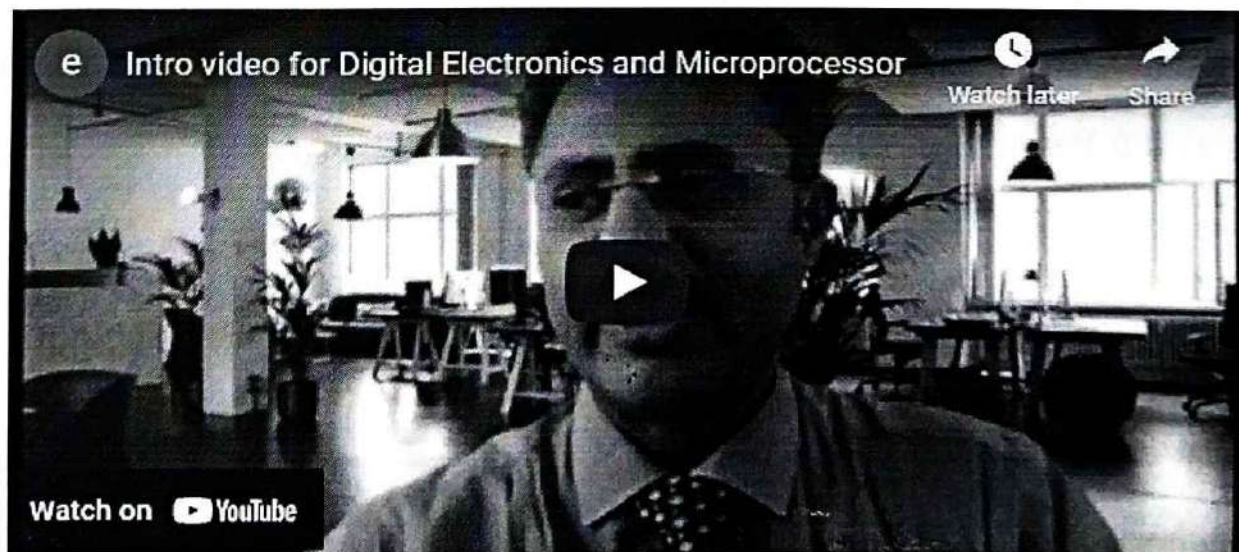 e
Intro video for Digital Electronics and Microprocessor
Watch later
Share
Watch on YouTube